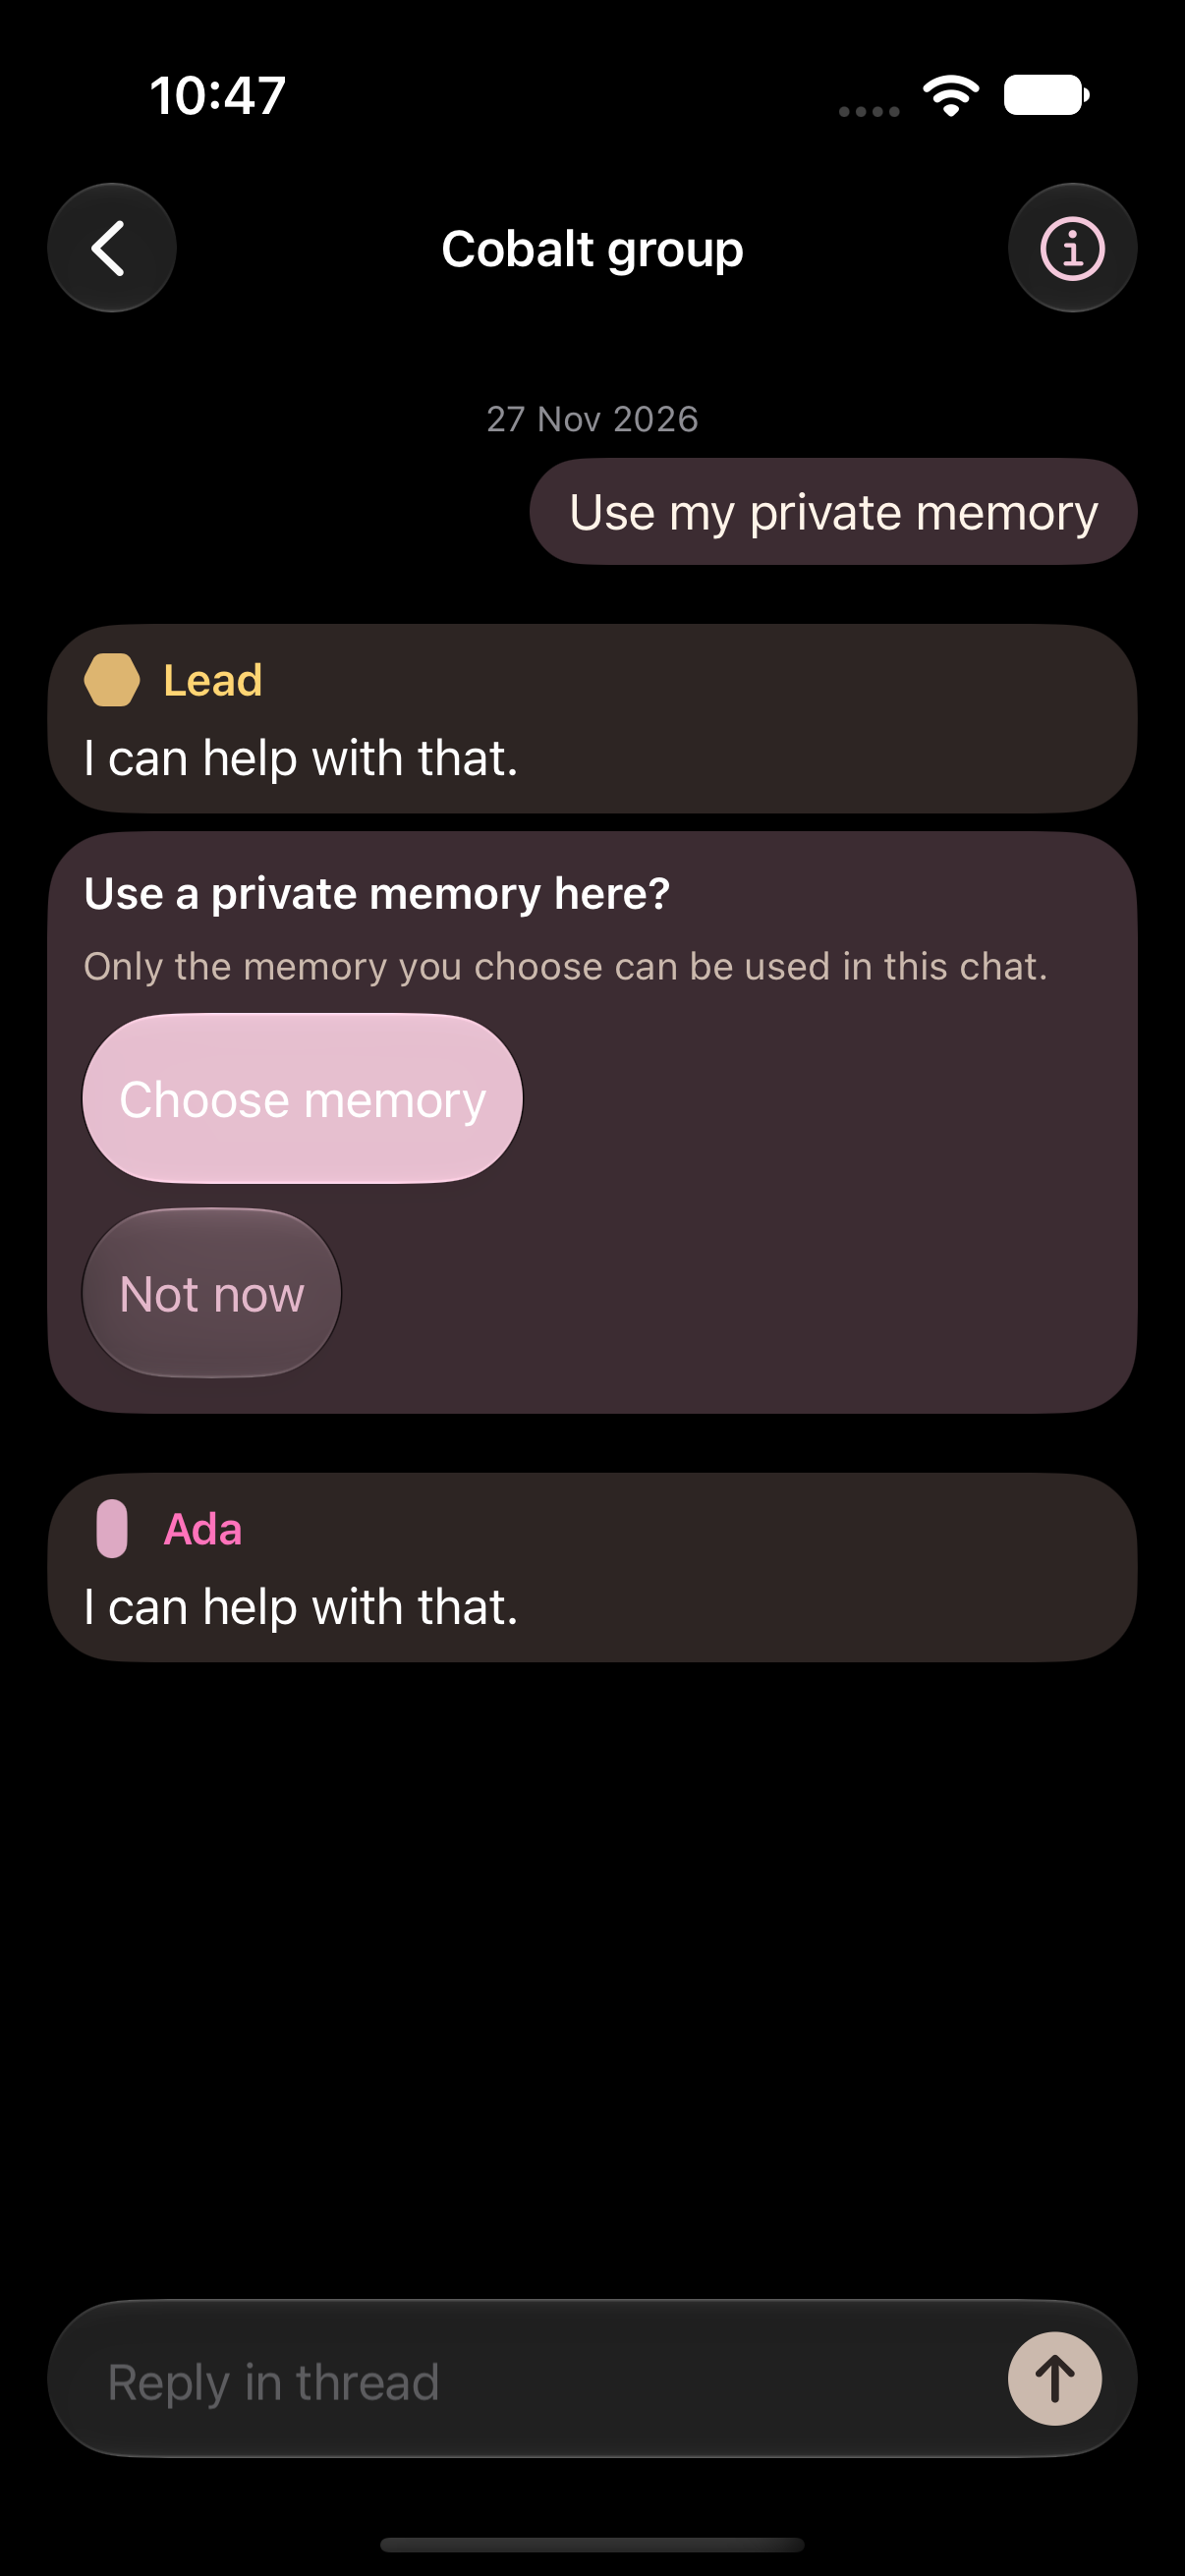 10:47
Cobalt group
27 Nov 2026
Use my private memory
Lead
I can help with that.
Use a private memory here?
Only the memory you choose can be used in this chat.
Choose memory
Not now
Ada
I can help with that.
Reply in thread